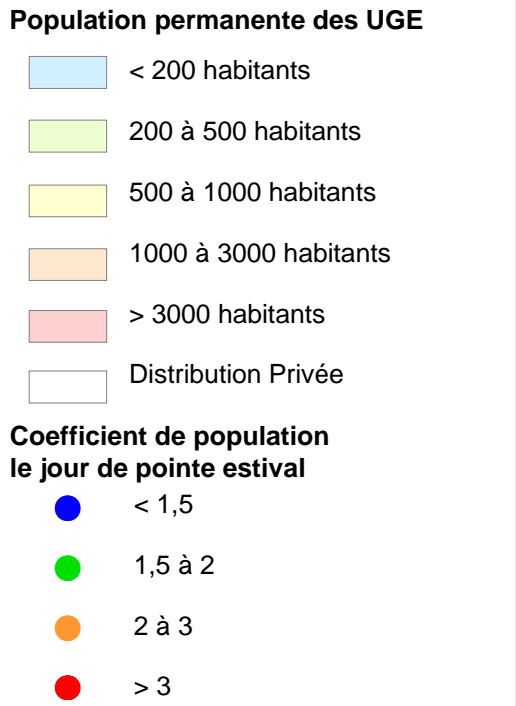 Population permanente des UGE
< 200 habitants
200 à 500 habitants
500 à 1000 habitants
1000 à 3000 habitants
> 3000 habitants
Distribution Privée
Coefficient de population
le jour de pointe estival
< 1,5
1,5 à 2
2 à 3
> 3